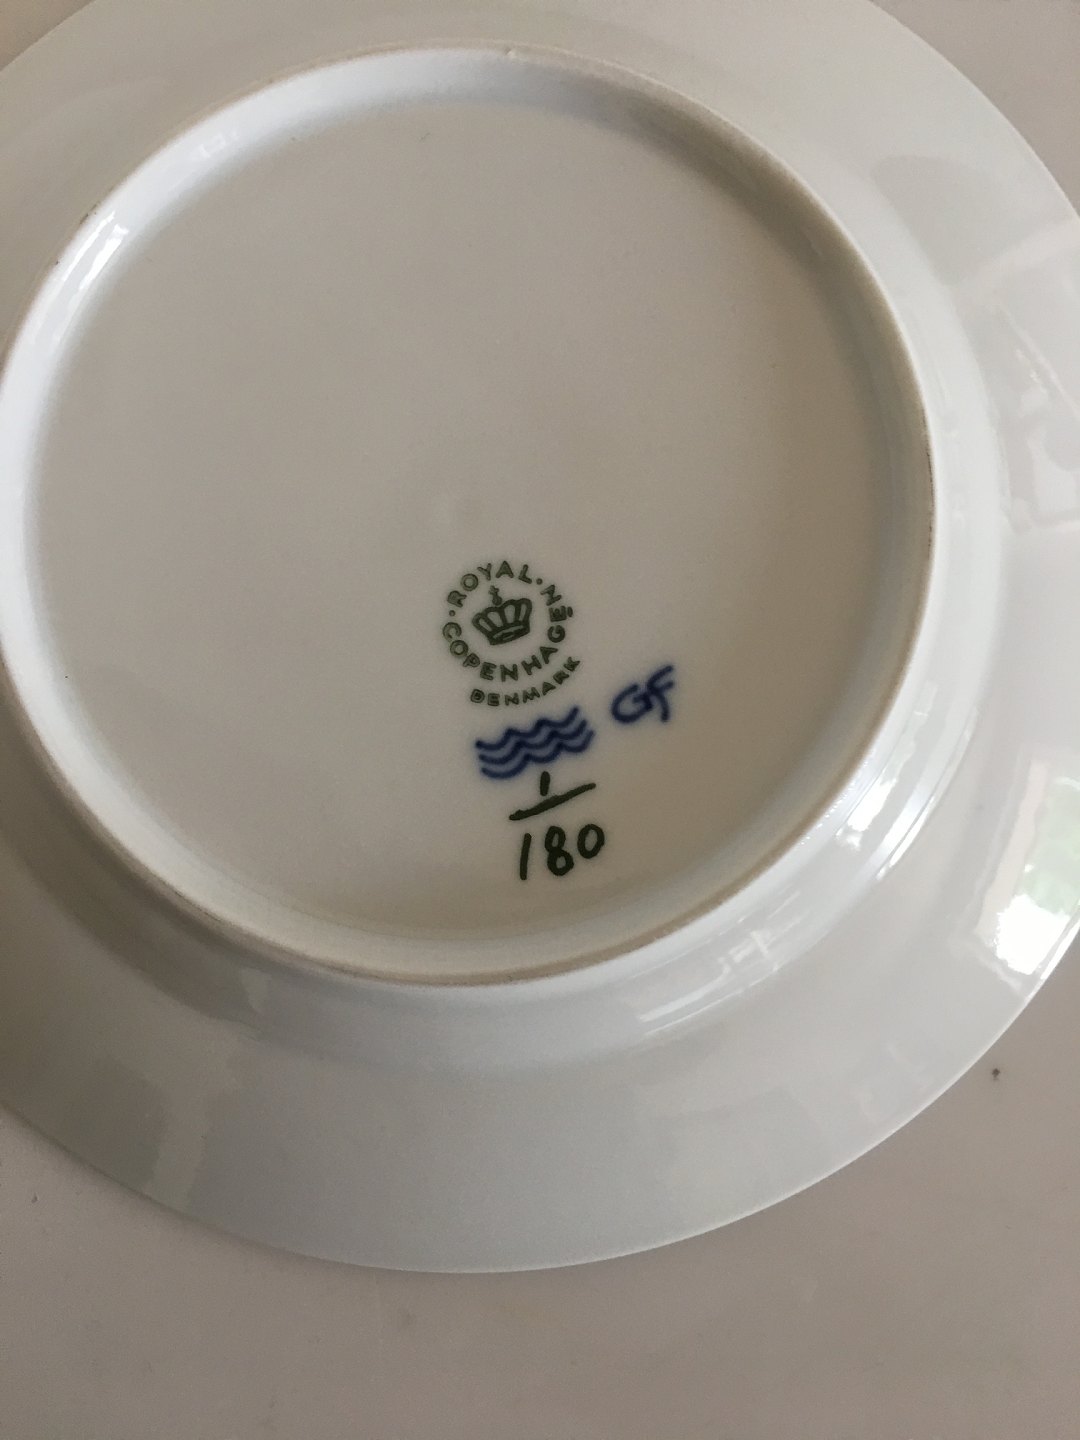 ROYAL COPENHAGEN
DENMARK
GF
1
180